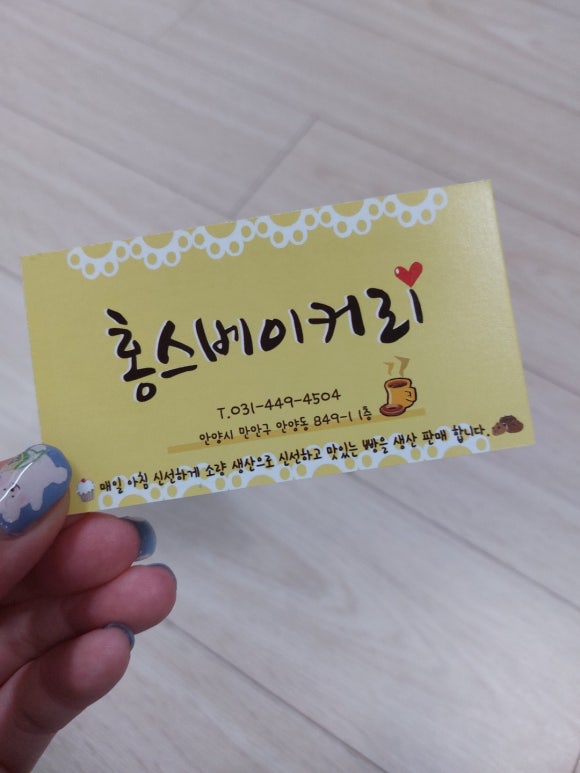 홍스베이커리
T.031-449-4504
안양시 만안구 안양동 849-1 1층
매일 아침 신선하게 소량 생산으로 신선하고 맛있는 빵을 생산 판매 합니다.